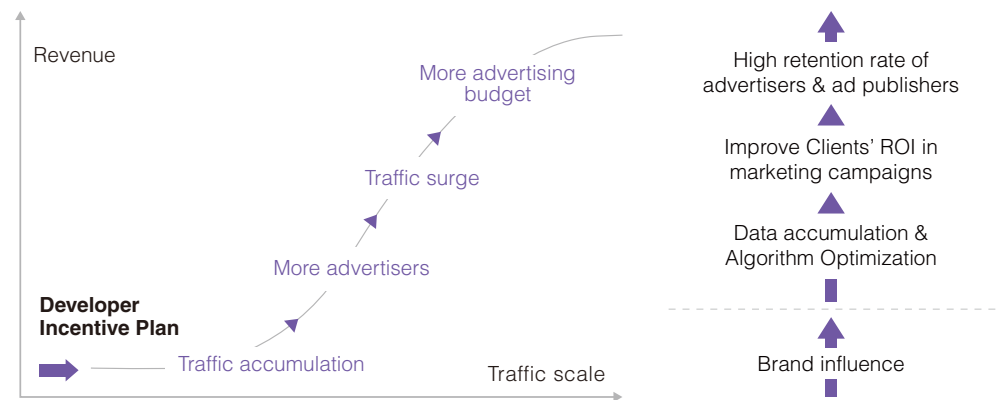 Revenue
More advertising
budget
Traffic surge
More advertisers
Developer
Incentive Plan
Traffic accumulation
Traffic scale
High retention rate of
advertisers & ad publishers
Improve Clients’ ROI in
marketing campaigns
Data accumulation &
Algorithm Optimization
Brand influence